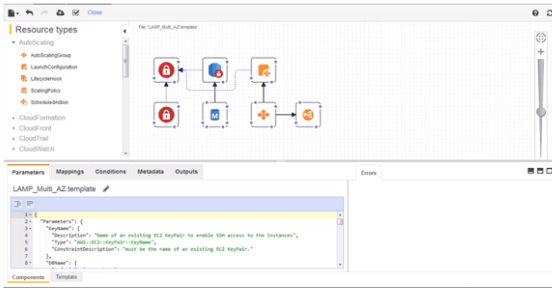 Close
Resource types
File: 'LAMP_Multi_AZ.template'
AutoScaling
AutoScalingGroup
LaunchConfiguration
LifecycleHook
ScalingPolicy
ScheduledAction
CloudFormation
CloudFront
CloudTrail
CloudWatch
Parameters Mappings Conditions Metadata Outputs
Errors
LAMP_Multi_AZ.template
1 {
2 "Parameters": {
3 "KeyName": {
4 "Description": "Name of an existing EC2 KeyPair to enable SSH access to the instances",
5 "Type": "AWS::EC2::KeyPair::KeyName",
6 "ConstraintDescription": "must be the name of an existing EC2 KeyPair."
7 },
8 "DBName": {
Components Template